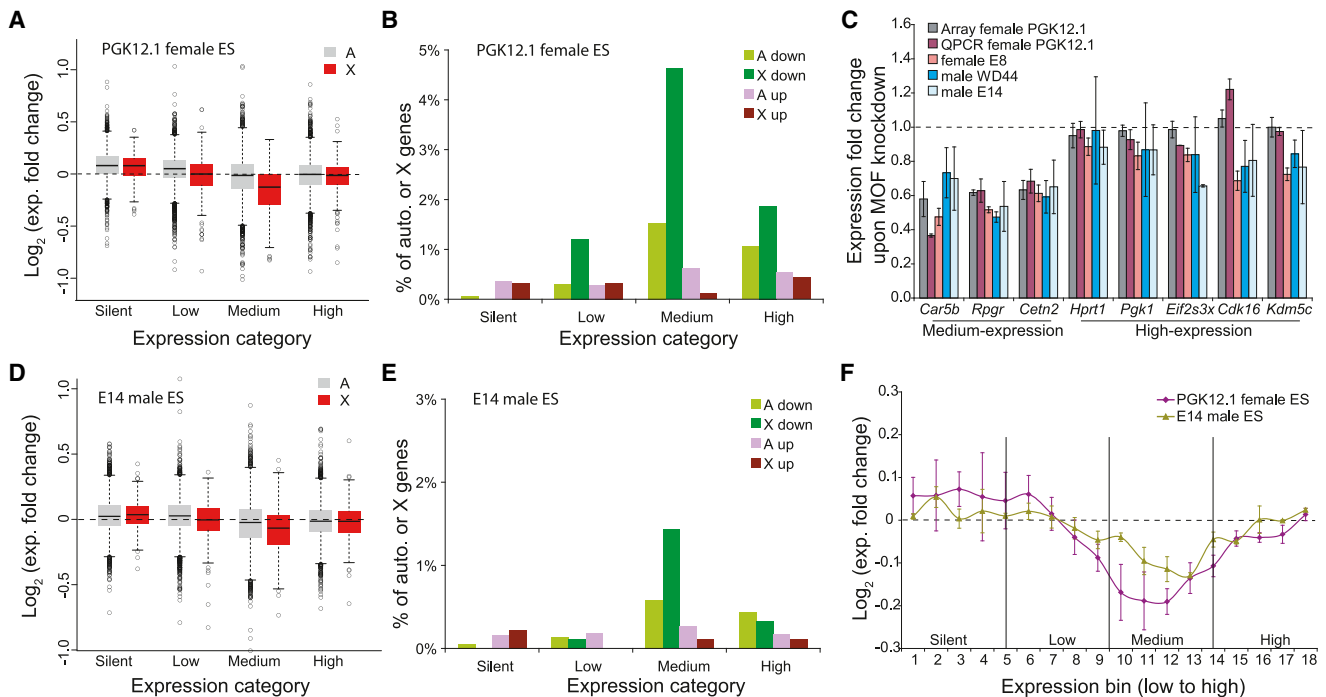 A
PGK12.1 female ES
A
X
Log2 (exp. fold change)
1.0
0.5
0
-0.5
-1.0
Silent Low Medium High
Expression category
B
PGK12.1 female ES
A down
X down
A up
X up
% of auto. or X genes
5%
4%
3%
2%
1%
0%
Silent Low Medium High
Expression category
C
Array female PGK12.1
QPCR female PGK12.1
female E8
male WD44
male E14
Expression fold change
upon MOF knockdown
1.6
1.4
1.2
1.0
0.8
0.6
0.4
0.2
0.0
Car5b Rpgr Cetn2 Hprt1 Pgk1 Eif2s3x Cdk16 Kdm5c
Medium-expression High-expression
D
E14 male ES
A
X
Log2 (exp. fold change)
1.0
0.5
0
-0.5
-1.0
Silent Low Medium High
Expression category
E
E14 male ES
A down
X down
A up
X up
% of auto. or X genes
3%
2%
1%
0%
Silent Low Medium High
Expression category
F
PGK12.1 female ES
E14 male ES
Log2 (exp. fold change)
0.3
0.2
0.1
0
-0.1
-0.2
-0.3
Silent Low Medium High
1 2 3 4 5 6 7 8 9 10 11 12 13 14 15 16 17 18
Expression bin (low to high)